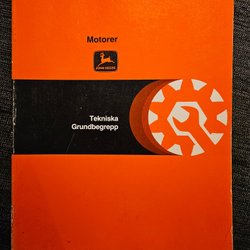 Motorer
JOHN DEERE
Tekniska
Grundbegrepp